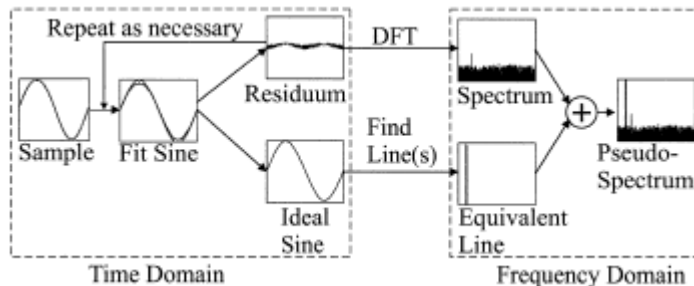 Repeat as necessary
DFT
Residuum
Spectrum
Sample
Fit Sine
Find
Line(s)
Pseudo-
Spectrum
Ideal
Sine
Equivalent
Line
Time Domain
Frequency Domain